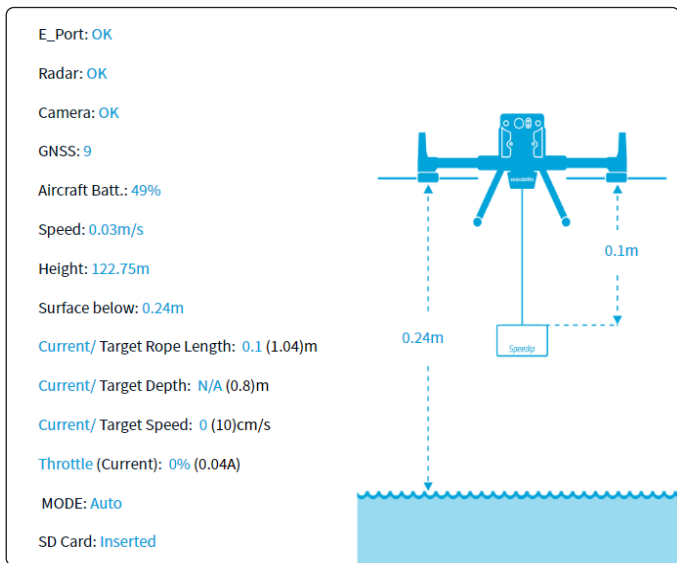 E_Port: OK
Radar: OK
Camera: OK
GNSS: 9
Aircraft Batt.: 49%
Speed: 0.03m/s
Height: 122.75m
Surface below: 0.24m
Current/ Target Rope Length: 0.1 (1.04)m
Current/ Target Depth: N/A (0.8)m
Current/ Target Speed: 0 (10)cm/s
Throttle (Current): 0% (0.04A)
MODE: Auto
SD Card: Inserted
0.1m
0.24m
Speedip